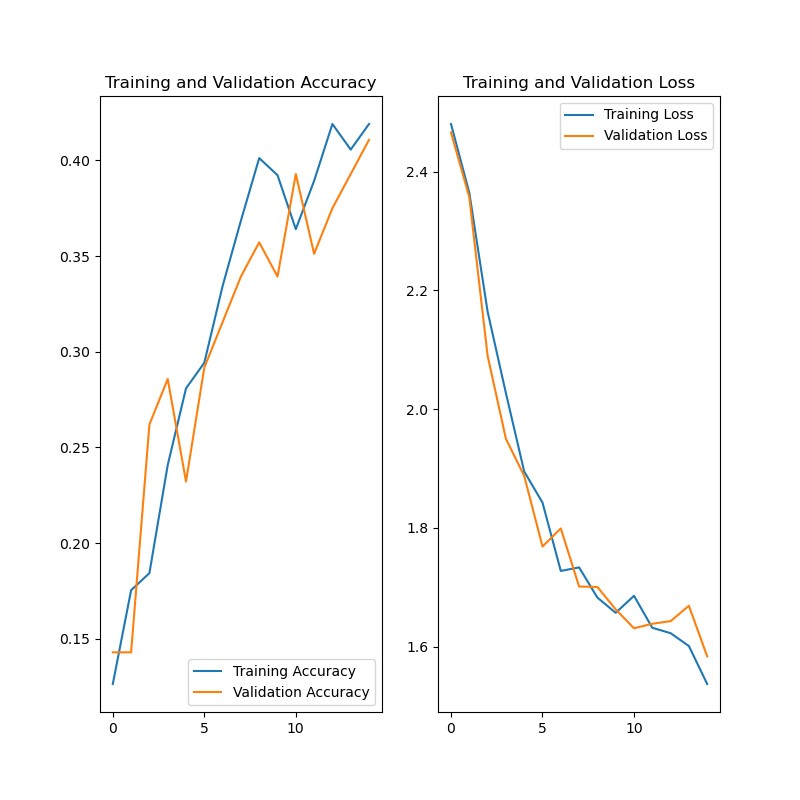 Training and Validation Accuracy
0.40
0.35
0.30
0.25
0.20
0.15
0
5
10
Training Accuracy
Validation Accuracy
Training and Validation Loss
2.4
2.2
2.0
1.8
1.6
0
5
10
Training Loss
Validation Loss